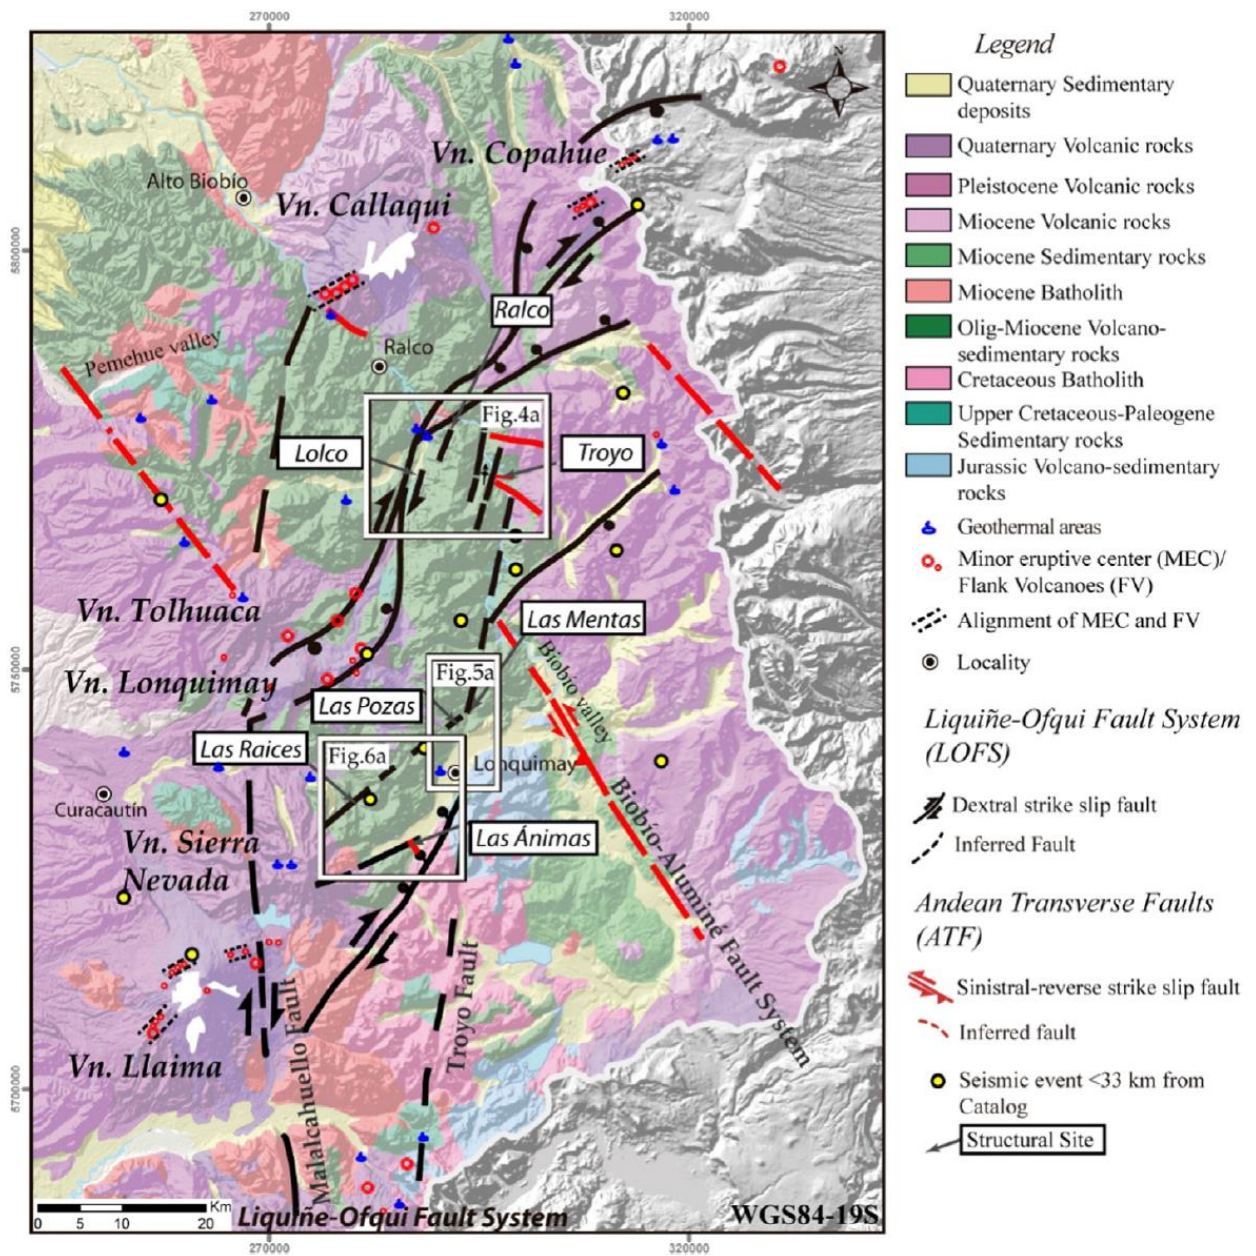 270000
320000
N
5800000
5750000
5700000
Vn. Copahue
Alto Biobío
Vn. Callaqui
Ralco
Pemehue valley
Ralco
Fig.4a
Lolco
Troyo
Vn. Tolhuaca
Las Mentas
Biobío valley
Vn. Lonquimay
Fig.5a
Las Pozas
Las Raices
Fig.6a
Lonquimay
Curacautín
Biobío-Aluminé Fault System
Vn. Sierra
Nevada
Las Ánimas
Malalcahuello Fault
Troyo Fault
Vn. Llaima
Km
0 5 10 20
Liquiñe-Ofqui Fault System
WGS84-19S
270000
320000
Legend
Quaternary Sedimentary
deposits
Quaternary Volcanic rocks
Pleistocene Volcanic rocks
Miocene Volcanic rocks
Miocene Sedimentary rocks
Miocene Batholith
Olig-Miocene Volcano-
sedimentary rocks
Cretaceous Batholith
Upper Cretaceous-Paleogene
Sedimentary rocks
Jurassic Volcano-sedimentary
rocks
Geothermal areas
Minor eruptive center (MEC)/
Flank Volcanoes (FV)
Alignment of MEC and FV
Locality
Liquiñe-Ofqui Fault System
(LOFS)
Dextral strike slip fault
Inferred Fault
Andean Transverse Faults
(ATF)
Sinistral-reverse strike slip fault
Inferred fault
Seismic event <33 km from
Catalog
Structural Site